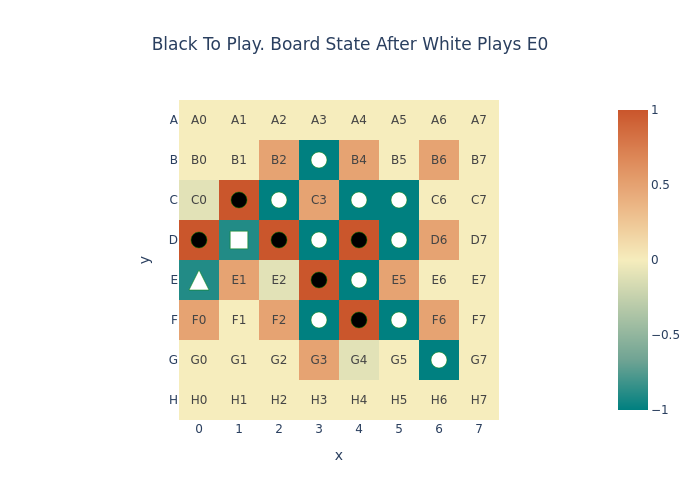 Black To Play. Board State After White Plays E0
A A0 A1 A2 A3 A4 A5 A6 A7
B B0 B1 B2 B4 B5 B6 B7
C C0 C3 C6 C7
D D6 D7
E E1 E2 E5 E6 E7
F F0 F1 F2 F6 F7
G G0 G1 G2 G3 G4 G5 G7
H H0 H1 H2 H3 H4 H5 H6 H7
0 1 2 3 4 5 6 7
x
y
1
0.5
0
−0.5
−1